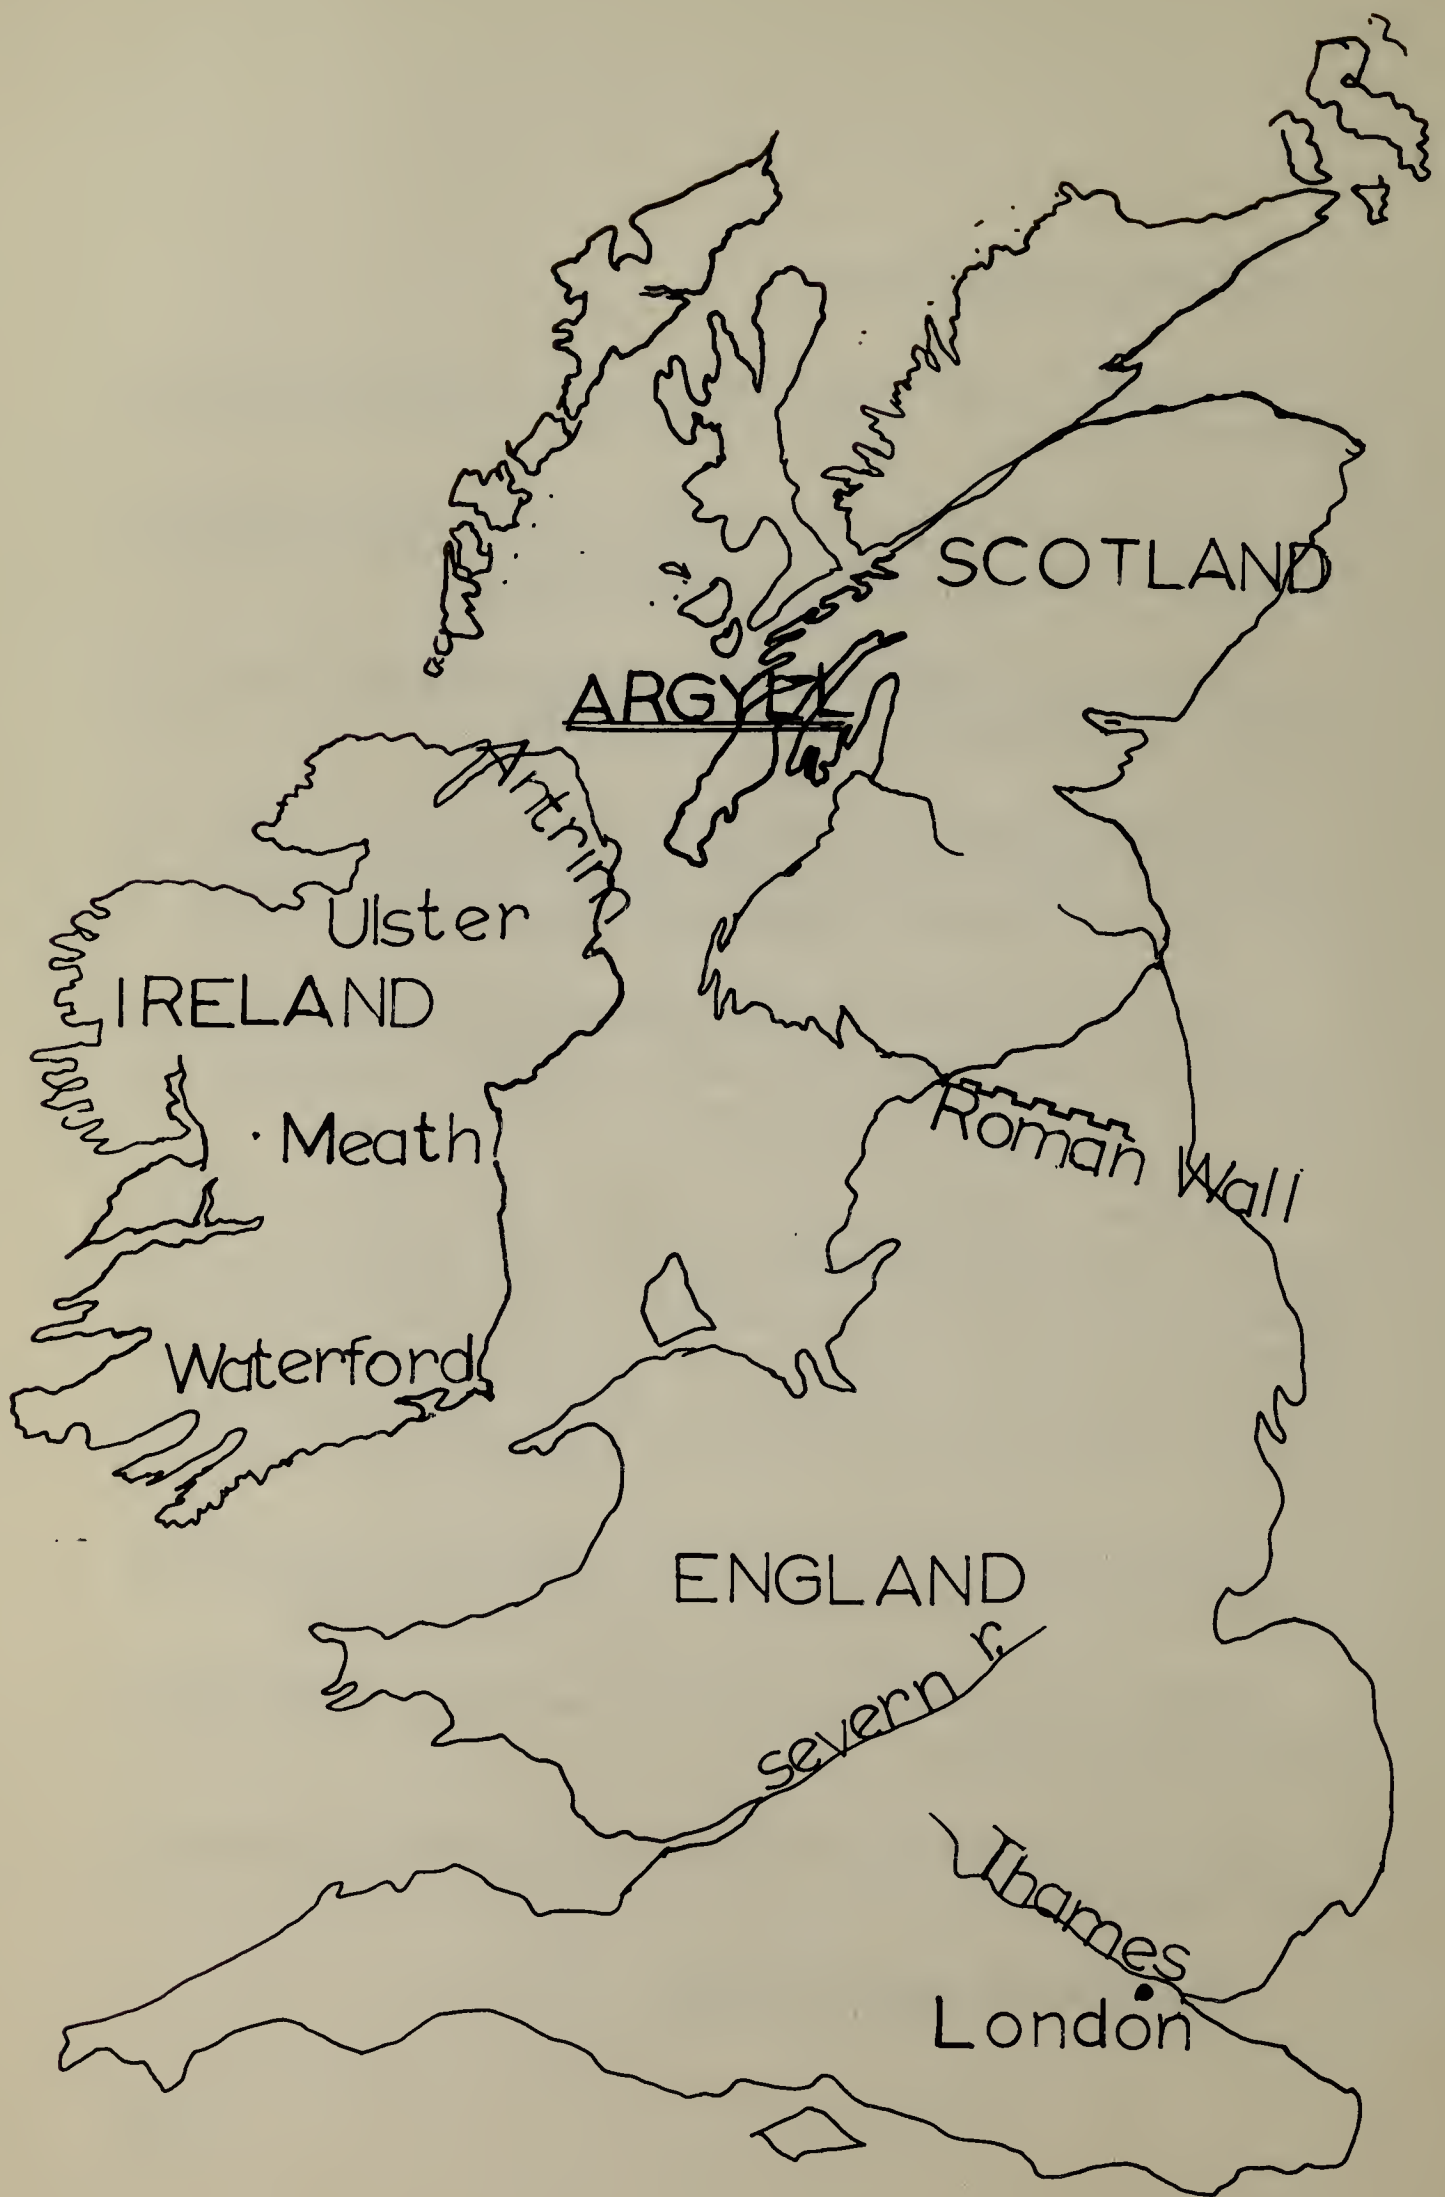 SCOTLAND
ARGYLL
Antrim
Ulster
IRELAND
Meath
Roman Wall
Waterford
ENGLAND
severn r.
Thames
London